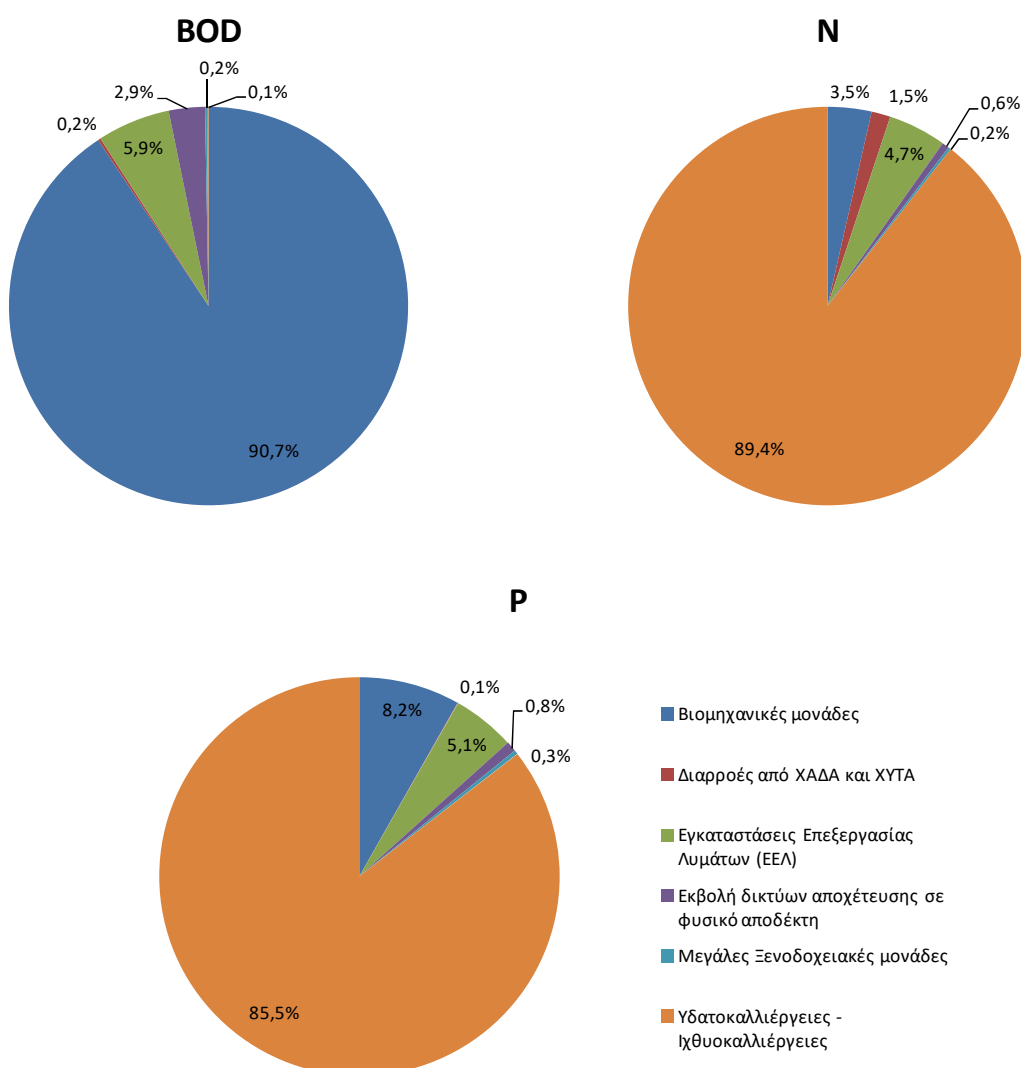 BOD
N
0,2%
0,1%
2,9%
0,2%
5,9%
90,7%
3,5%
1,5%
0,6%
0,2%
4,7%
89,4%
P
8,2%
0,1%
0,8%
5,1%
0,3%
85,5%
Βιομηχανικές μονάδες
Διαρροές από ΧΑΔΑ και ΧΥΤΑ
Εγκαταστάσεις Επεξεργασίας
Λυμάτων (ΕΕΛ)
Εκβολή δικτύων αποχέτευσης σε
φυσικό αποδέκτη
Μεγάλες Ξενοδοχειακές μονάδες
Υδατοκαλλιέργειες -
Ιχθυοκαλλιέργειες